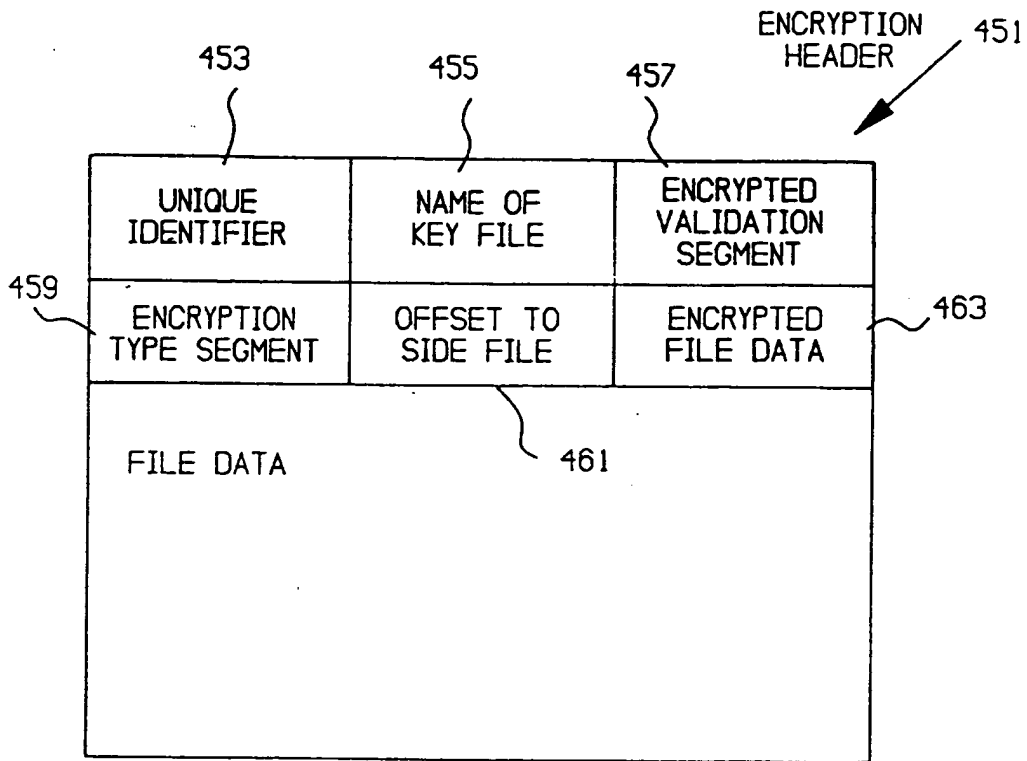 ENCRYPTION
HEADER
451
453
455
457
UNIQUE
IDENTIFIER
NAME OF
KEY FILE
ENCRYPTED
VALIDATION
SEGMENT
459
ENCRYPTION
TYPE SEGMENT
OFFSET TO
SIDE FILE
ENCRYPTED
FILE DATA
463
461
FILE DATA